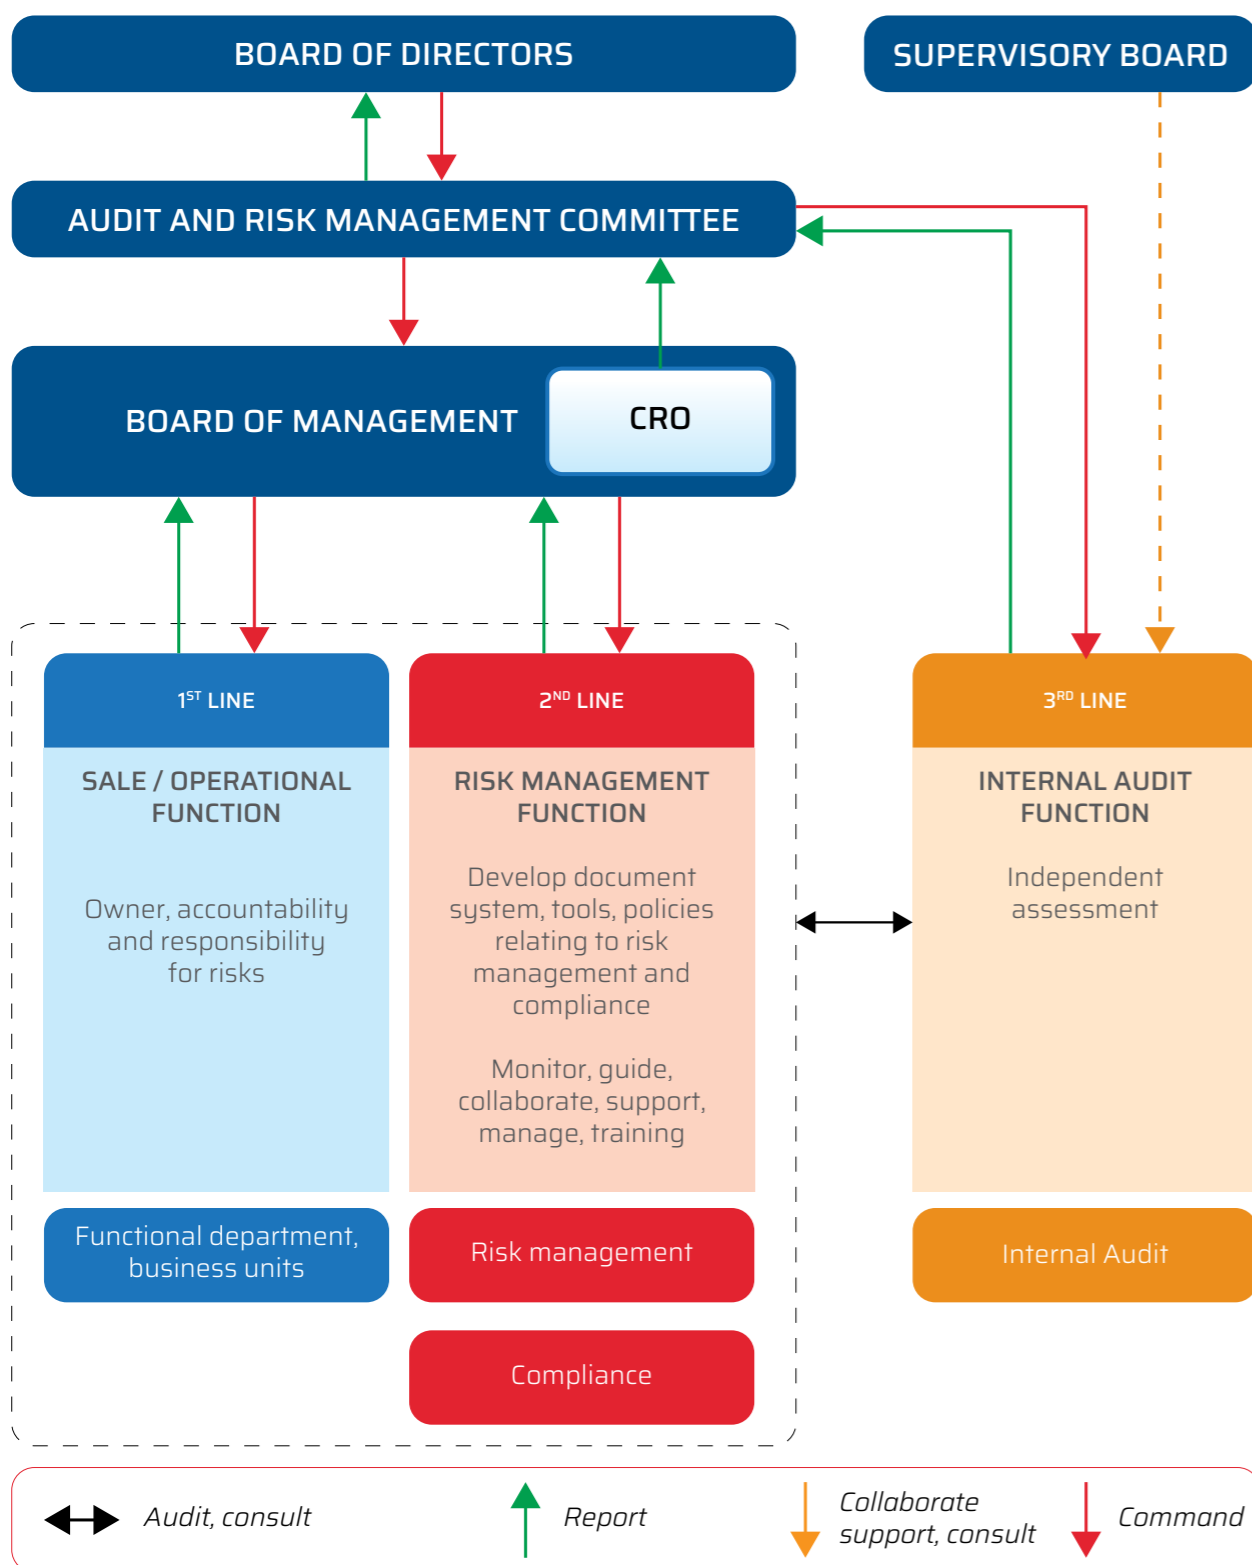 BOARD OF DIRECTORS
SUPERVISORY BOARD
AUDIT AND RISK MANAGEMENT COMMITTEE
BOARD OF MANAGEMENT
CRO
1ST LINE
SALE / OPERATIONAL
FUNCTION
Owner, accountability
and responsibility
for risks
Functional department,
business units
2ND LINE
RISK MANAGEMENT
FUNCTION
Develop document
system, tools, policies
relating to risk
management and
compliance
Monitor, guide,
collaborate, support,
manage, training
Risk management
Compliance
3RD LINE
INTERNAL AUDIT
FUNCTION
Independent
assessment
Internal Audit
Audit, consult
Report
Collaborate
support, consult
Command